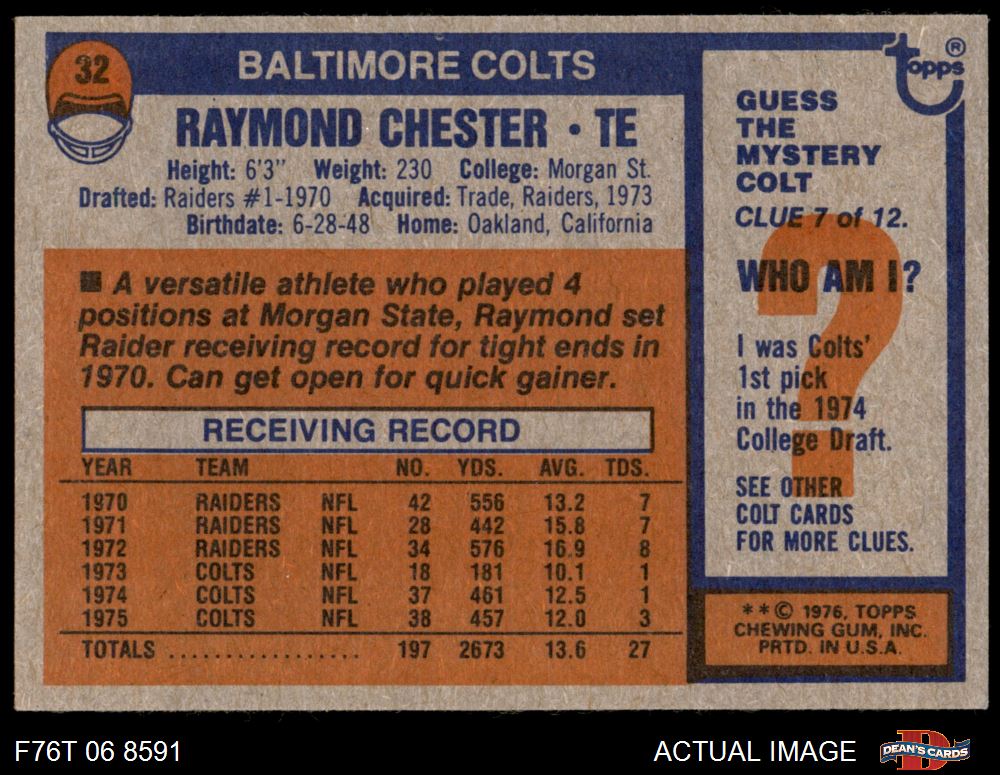 32
BALTIMORE COLTS
RAYMOND CHESTER • TE
Height: 6'3" Weight: 230 College: Morgan St.
Drafted: Raiders #1-1970 Acquired: Trade, Raiders, 1973
Birthdate: 6-28-48 Home: Oakland, California
■ A versatile athlete who played 4
positions at Morgan State, Raymond set
Raider receiving record for tight ends in
1970. Can get open for quick gainer.
RECEIVING RECORD
YEAR TEAM NO. YDS. AVG. TDS.
1970 RAIDERS NFL 42 556 13.2 7
1971 RAIDERS NFL 28 442 15.8 7
1972 RAIDERS NFL 34 576 16.9 8
1973 COLTS NFL 18 181 10.1 1
1974 COLTS NFL 37 461 12.5 1
1975 COLTS NFL 38 457 12.0 3
TOTALS ................. 197 2673 13.6 27
topps ®
GUESS
THE
MYSTERY
COLT
CLUE 7 of 12.
?
WHO AM I?
I was Colts'
1st pick
in the 1974
College Draft.
SEE OTHER
COLT CARDS
FOR MORE CLUES.
**© 1976, TOPPS
CHEWING GUM, INC.
PRTD. IN U.S.A.
F76T 06 8591
ACTUAL IMAGE
D
DEAN'S CARDS